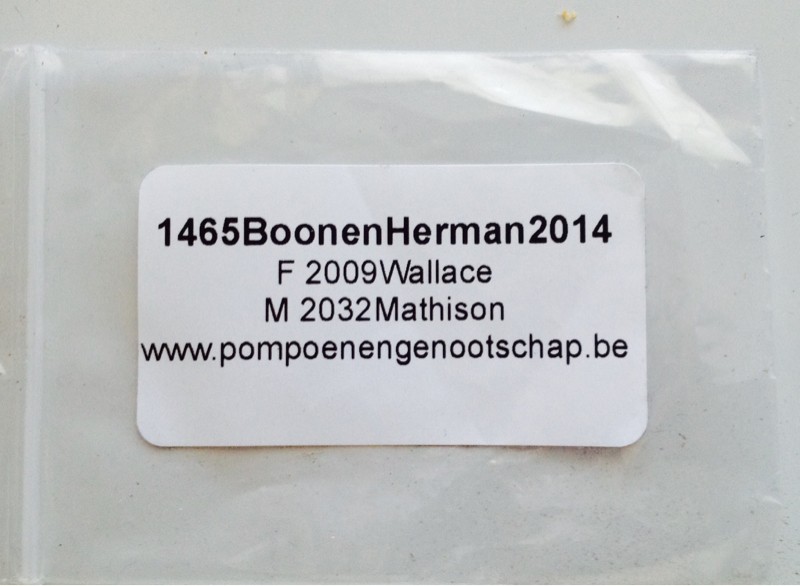 1465BoonenHerman2014
F 2009Wallace
M 2032Mathison
www.pompoenengenootschap.be